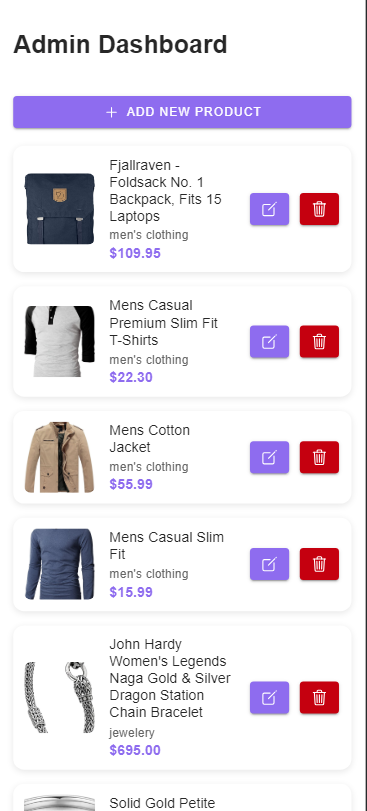 Admin Dashboard
+ ADD NEW PRODUCT
Fjallraven -
Foldsack No. 1
Backpack, Fits 15
Laptops
men's clothing
$109.95
Mens Casual
Premium Slim Fit
T-Shirts
men's clothing
$22.30
Mens Cotton
Jacket
men's clothing
$55.99
Mens Casual Slim
Fit
men's clothing
$15.99
John Hardy
Women's Legends
Naga Gold & Silver
Dragon Station
Chain Bracelet
jewelery
$695.00
Solid Gold Petite